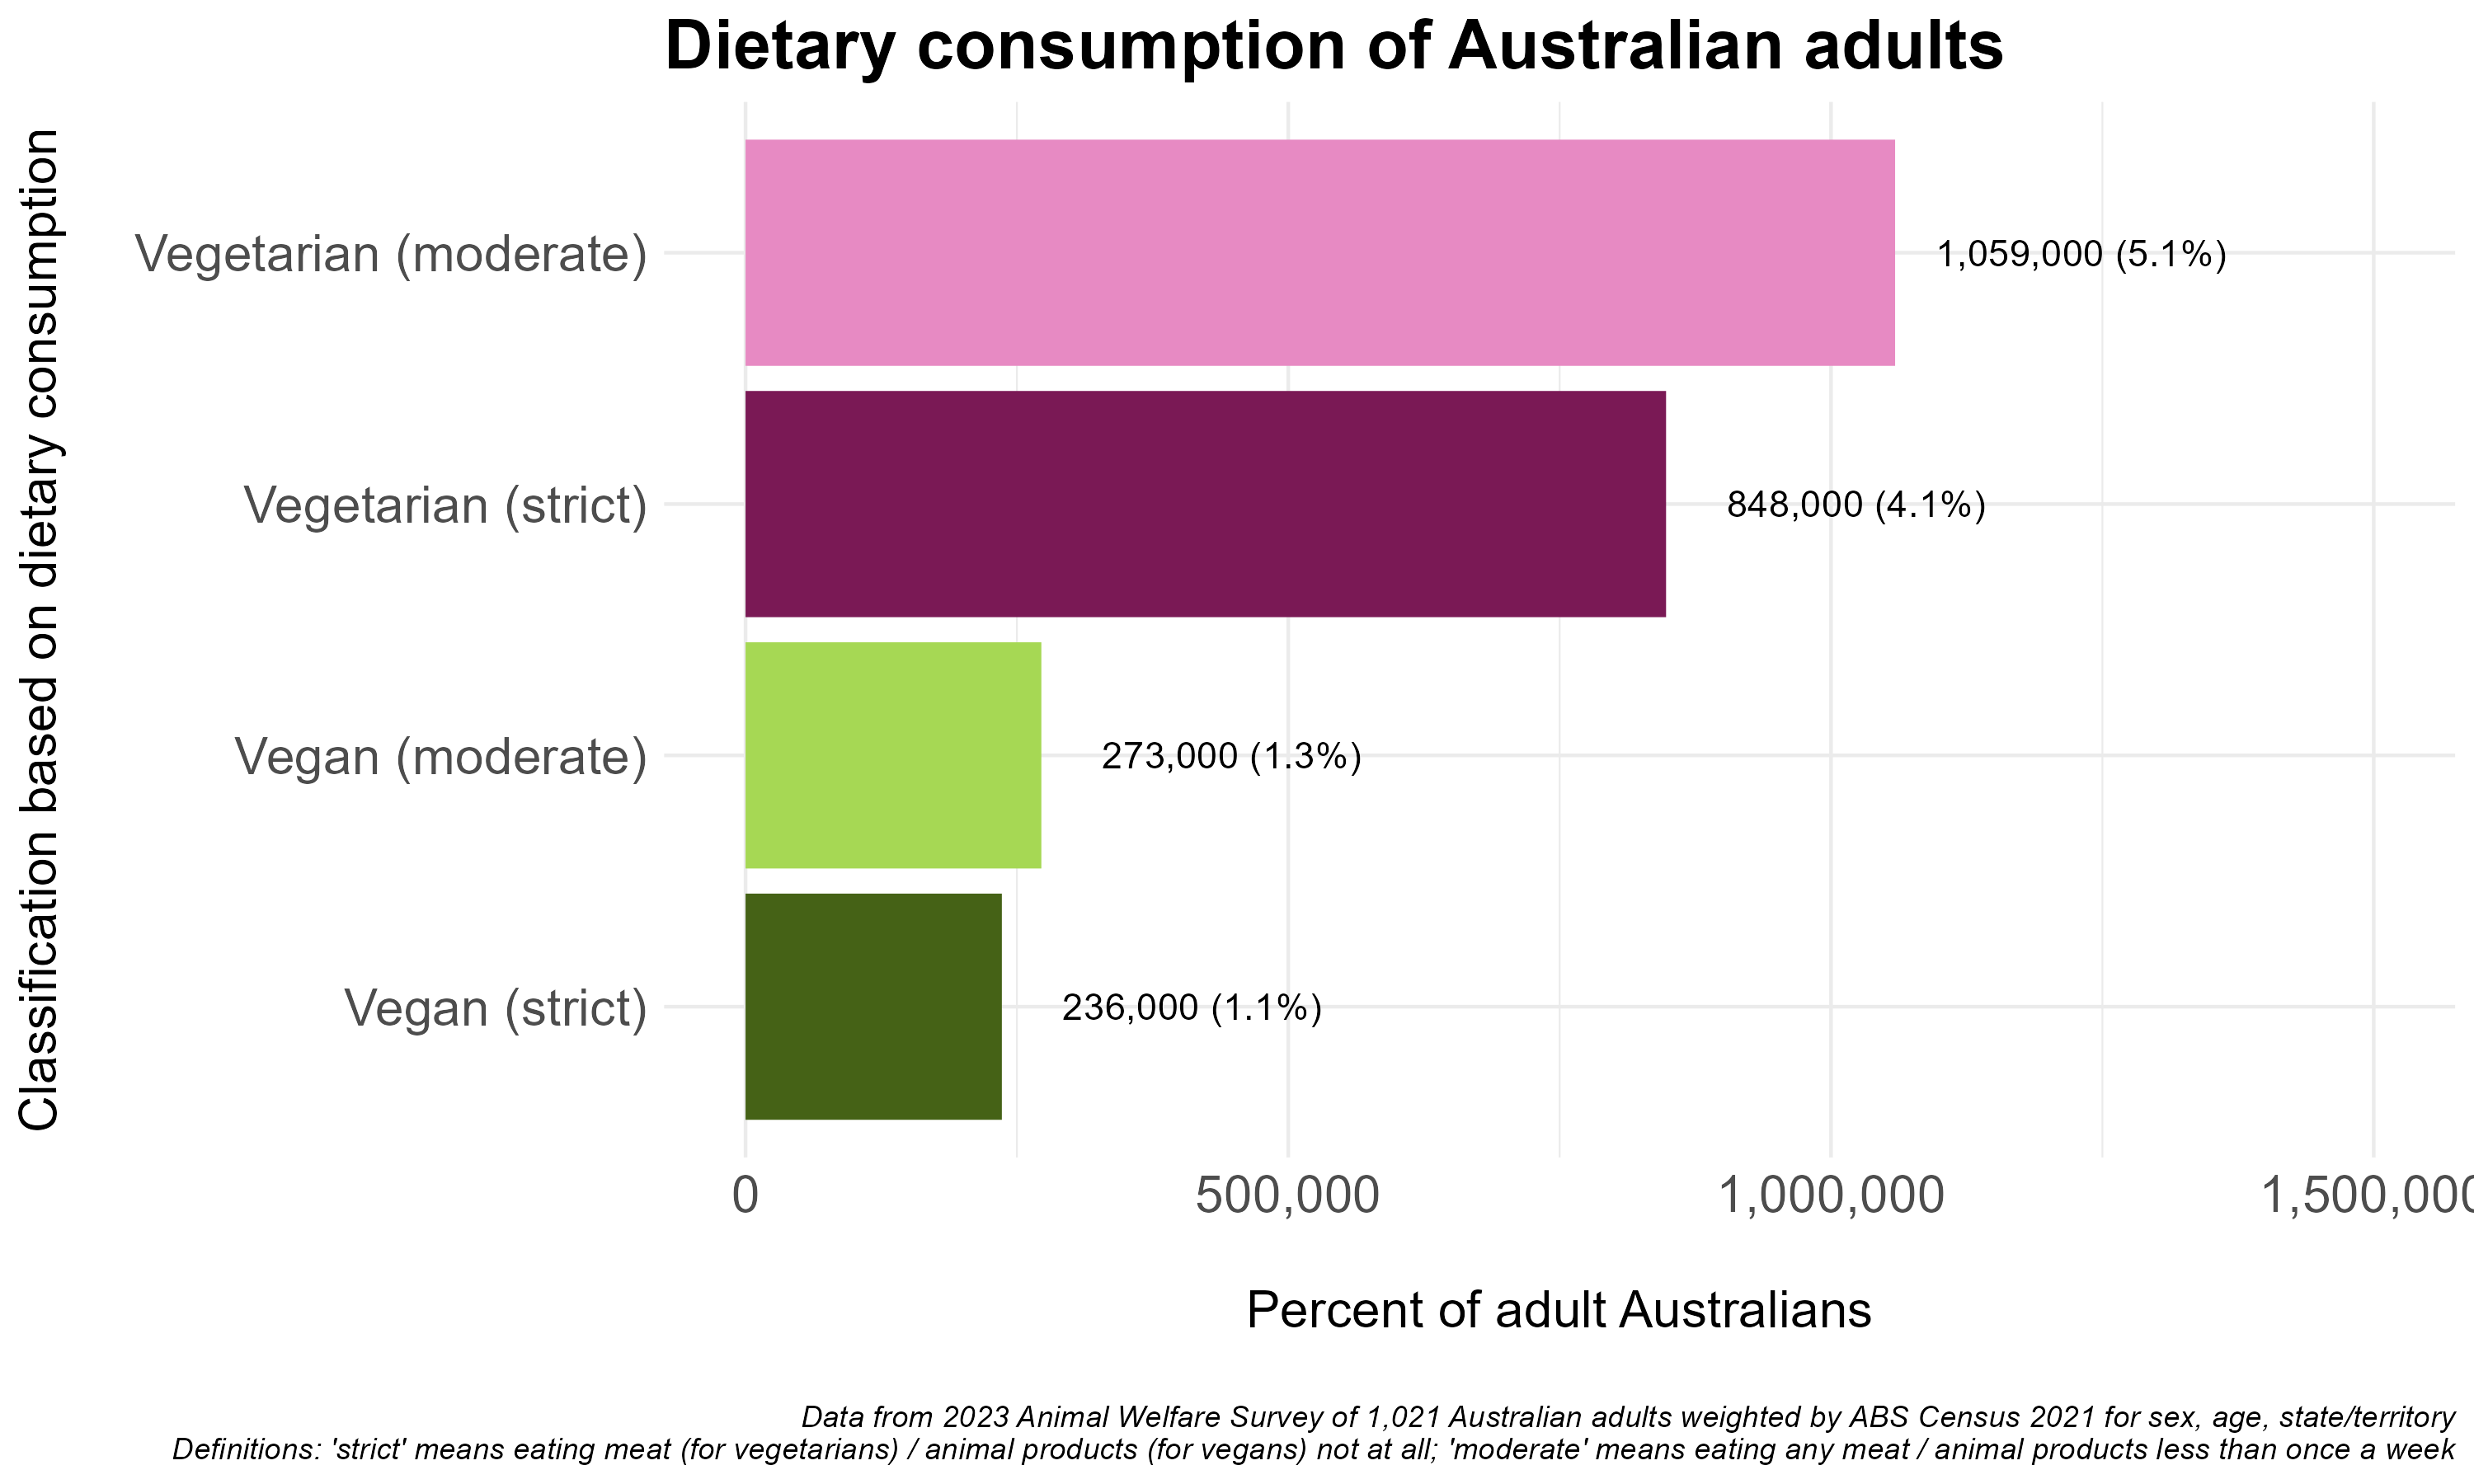 Dietary consumption of Australian adults
Classification based on dietary consumption
Vegetarian (moderate)
1,059,000 (5.1%)
Vegetarian (strict)
848,000 (4.1%)
Vegan (moderate)
273,000 (1.3%)
Vegan (strict)
236,000 (1.1%)
0 500,000 1,000,000 1,500,000
Percent of adult Australians
Data from 2023 Animal Welfare Survey of 1,021 Australian adults weighted by ABS Census 2021 for sex, age, state/territory
Definitions: 'strict' means eating meat (for vegetarians) / animal products (for vegans) not at all; 'moderate' means eating any meat / animal products less than once a week